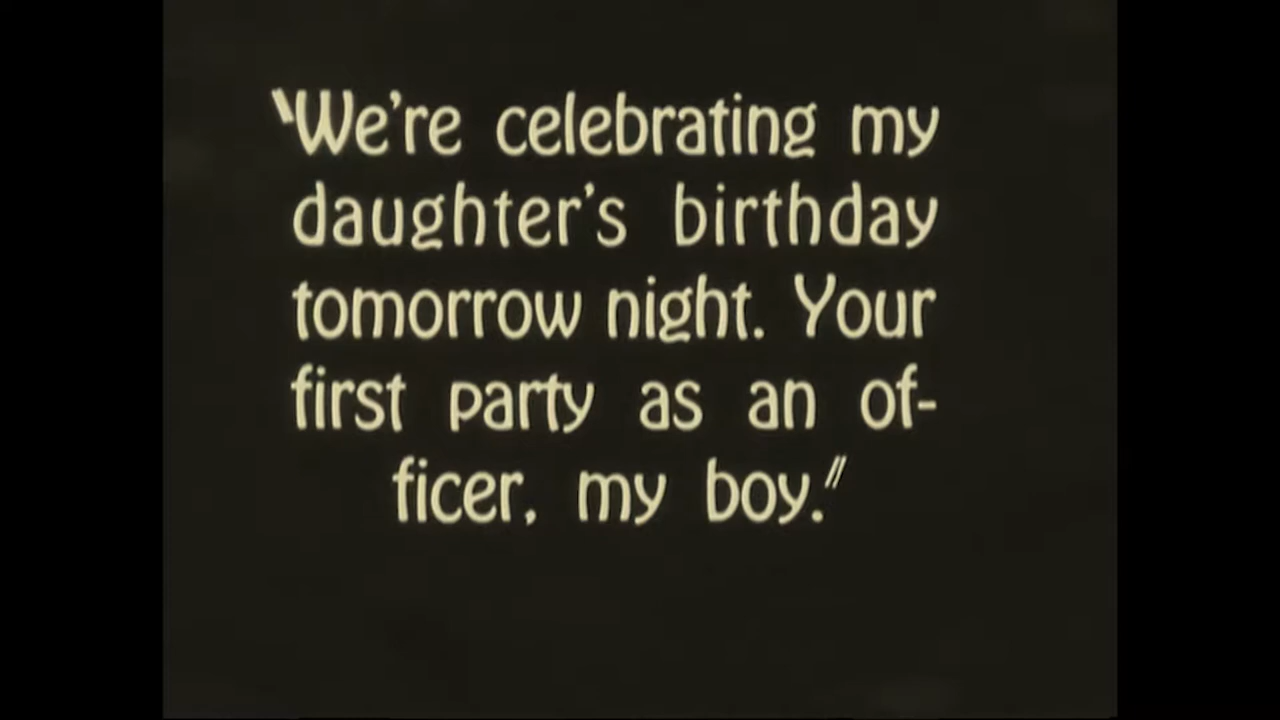 "We're celebrating my
daughter's birthday
tomorrow night. Your
first party as an of-
ficer, my boy."